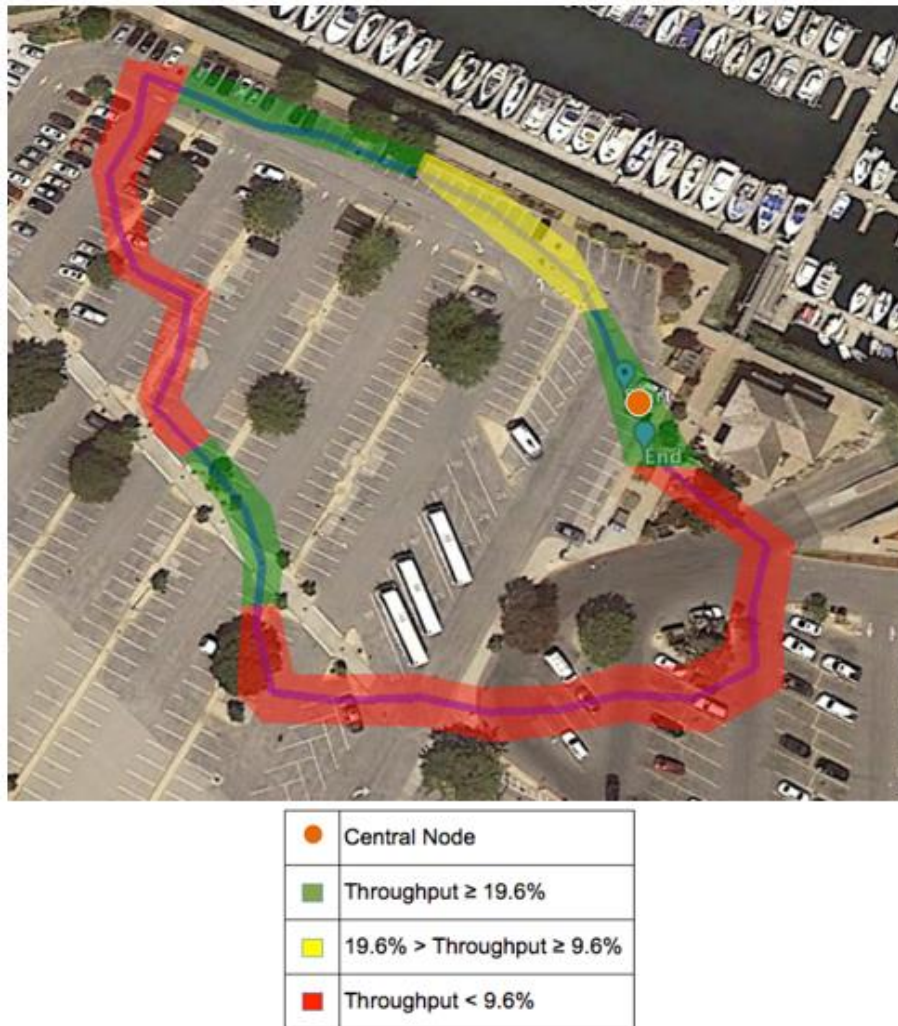 End
Central Node
Throughput ≥ 19.6%
19.6% > Throughput ≥ 9.6%
Throughput < 9.6%